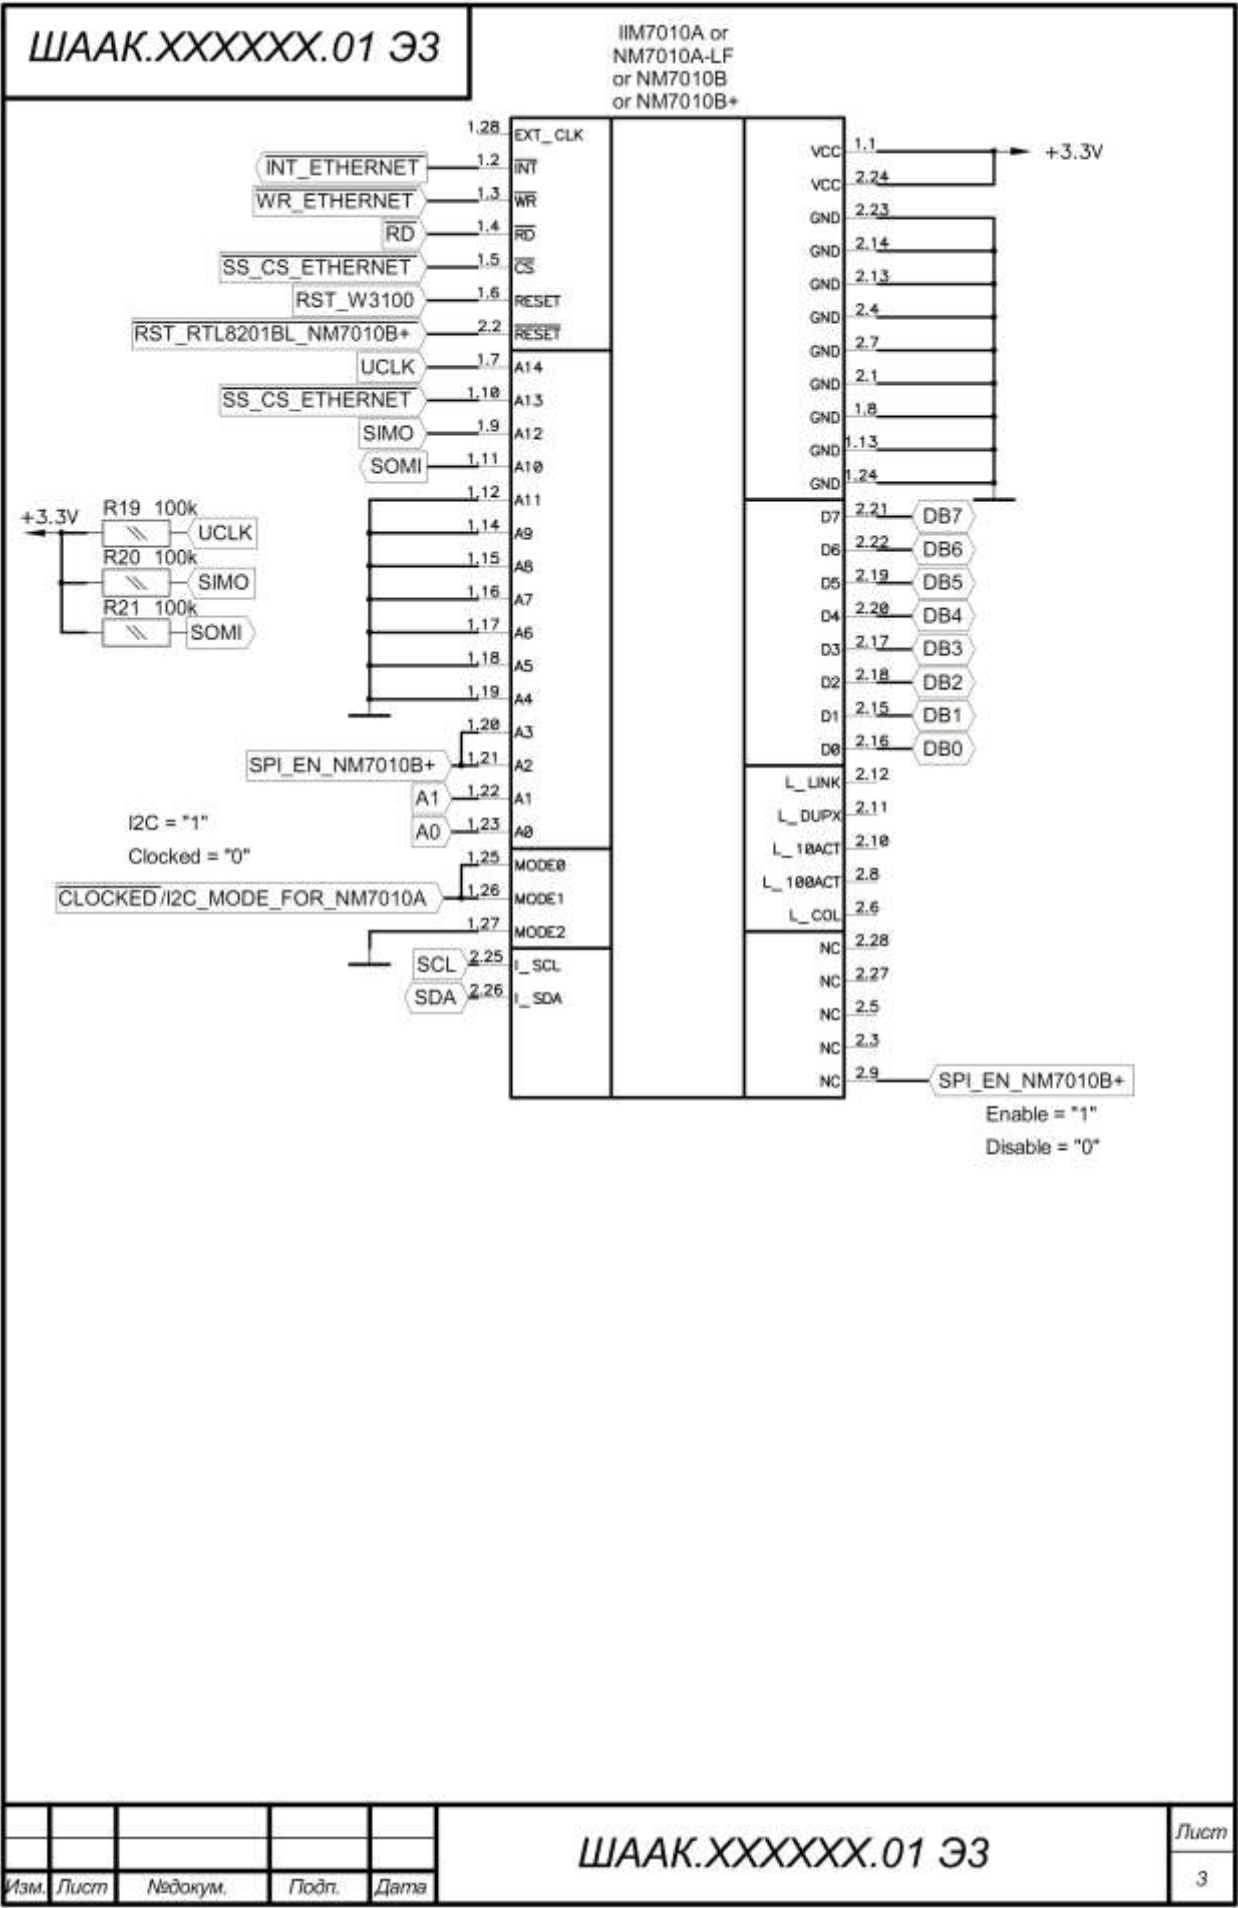 ШААК.XXXXXX.01 Э3
IIM7010A or
NM7010A-LF
or NM7010B
or NM7010B+
1.28 EXT_CLK
INT_ETHERNET 1.2 INT
WR_ETHERNET 1.3 WR
RD 1.4 RD
SS_CS_ETHERNET 1.5 CS
RST_W3100 1.6 RESET
RST_RTL8201BL_NM7010B+ 2.2 RESET
UCLK 1.7 A14
SS_CS_ETHERNET 1.10 A13
SIMO 1.9 A12
SOMI 1.11 A10
1.12 A11
1.14 A9
1.15 A8
1.16 A7
1.17 A6
1.18 A5
1.19 A4
1.20 A3
SPI_EN_NM7010B+ 1.21 A2
A1 1.22 A1
A0 1.23 A0
+3.3V
R19 100k
UCLK
R20 100k
SIMO
R21 100k
SOMI
I2C = "1"
Clocked = "0"
1.25 MODE0
CLOCKED/I2C_MODE_FOR_NM7010A 1.26 MODE1
1.27 MODE2
SCL 2.25 I_SCL
SDA 2.26 I_SDA
VCC 1.1 +3.3V
VCC 2.24
GND 2.23
GND 2.14
GND 2.13
GND 2.4
GND 2.7
GND 2.1
GND 1.8
GND 1.13
GND 1.24
D7 2.21 DB7
D6 2.22 DB6
D5 2.19 DB5
D4 2.20 DB4
D3 2.17 DB3
D2 2.18 DB2
D1 2.15 DB1
D0 2.16 DB0
L_LINK 2.12
L_DUPX 2.11
L_10ACT 2.10
L_100ACT 2.8
L_COL 2.6
NC 2.28
NC 2.27
NC 2.5
NC 2.3
NC 2.9 SPI_EN_NM7010B+
Enable = "1"
Disable = "0"
Изм. Лист №докум. Подп. Дата
ШААК.XXXXXX.01 Э3
Лист
3